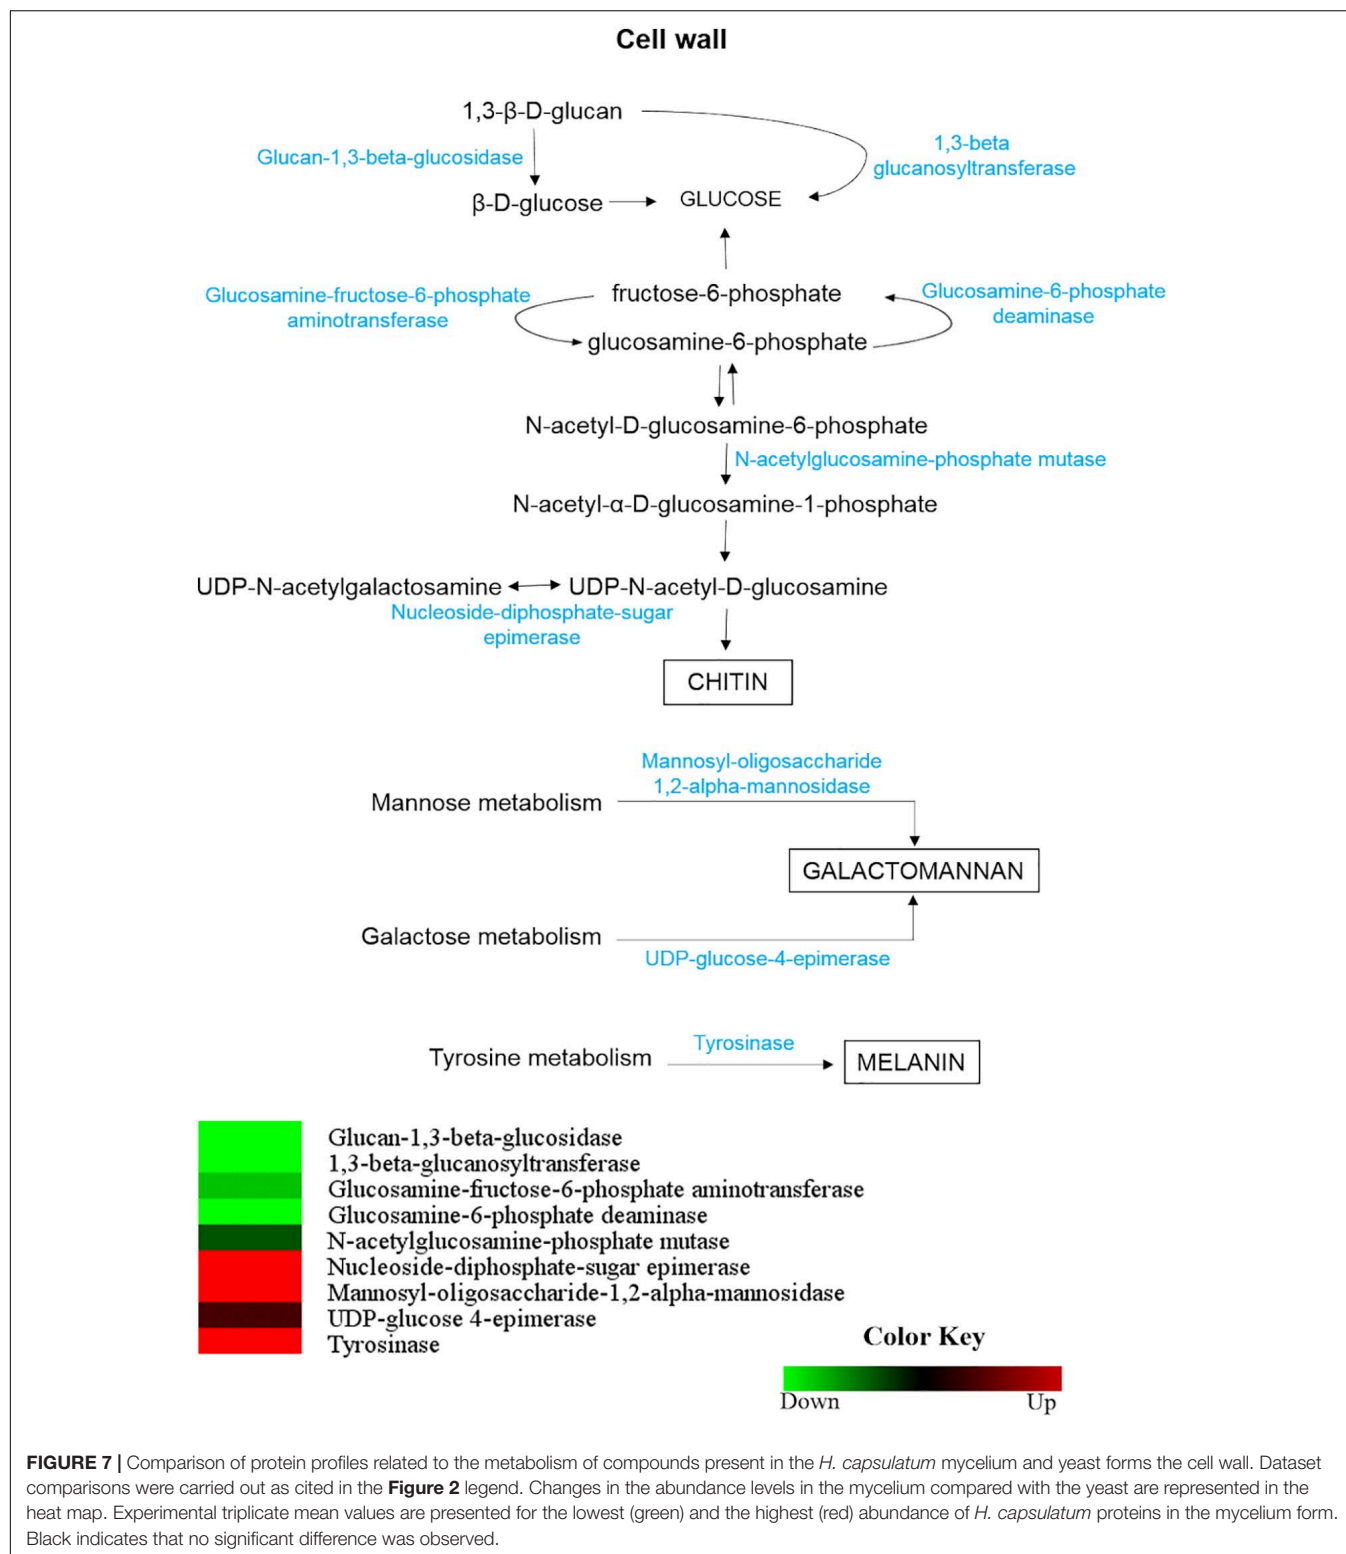 Cell wall
1,3-β-D-glucan
Glucan-1,3-beta-glucosidase
1,3-beta
glucanosyltransferase
β-D-glucose
GLUCOSE
Glucosamine-fructose-6-phosphate
aminotransferase
fructose-6-phosphate
Glucosamine-6-phosphate
deaminase
glucosamine-6-phosphate
N-acetyl-D-glucosamine-6-phosphate
N-acetylglucosamine-phosphate mutase
N-acetyl-α-D-glucosamine-1-phosphate
UDP-N-acetylgalactosamine
UDP-N-acetyl-D-glucosamine
Nucleoside-diphosphate-sugar
epimerase
CHITIN
Mannosyl-oligosaccharide
1,2-alpha-mannosidase
Mannose metabolism
GALACTOMANNAN
Galactose metabolism
UDP-glucose-4-epimerase
Tyrosine metabolism
Tyrosinase
MELANIN
Glucan-1,3-beta-glucosidase
1,3-beta-glucanosyltransferase
Glucosamine-fructose-6-phosphate aminotransferase
Glucosamine-6-phosphate deaminase
N-acetylglucosamine-phosphate mutase
Nucleoside-diphosphate-sugar epimerase
Mannosyl-oligosaccharide-1,2-alpha-mannosidase
UDP-glucose 4-epimerase
Tyrosinase
Color Key
Down Up
FIGURE 7 | Comparison of protein profiles related to the metabolism of compounds present in the H. capsulatum mycelium and yeast forms the cell wall. Dataset
comparisons were carried out as cited in the Figure 2 legend. Changes in the abundance levels in the mycelium compared with the yeast are represented in the
heat map. Experimental triplicate mean values are presented for the lowest (green) and the highest (red) abundance of H. capsulatum proteins in the mycelium form.
Black indicates that no significant difference was observed.